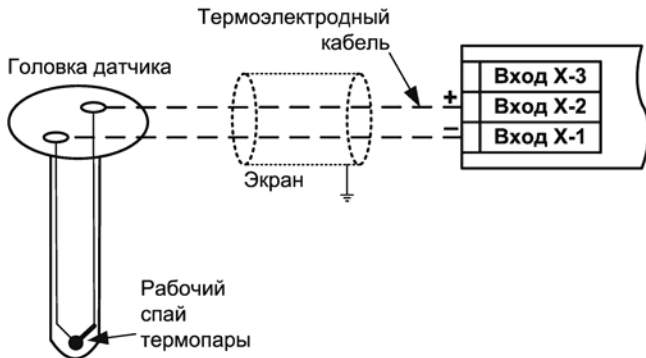 Термоэлектродный
кабель
Головка датчика
Вход X-3
+
Вход X-2
–
Вход X-1
Экран
Рабочий
спай
термопары